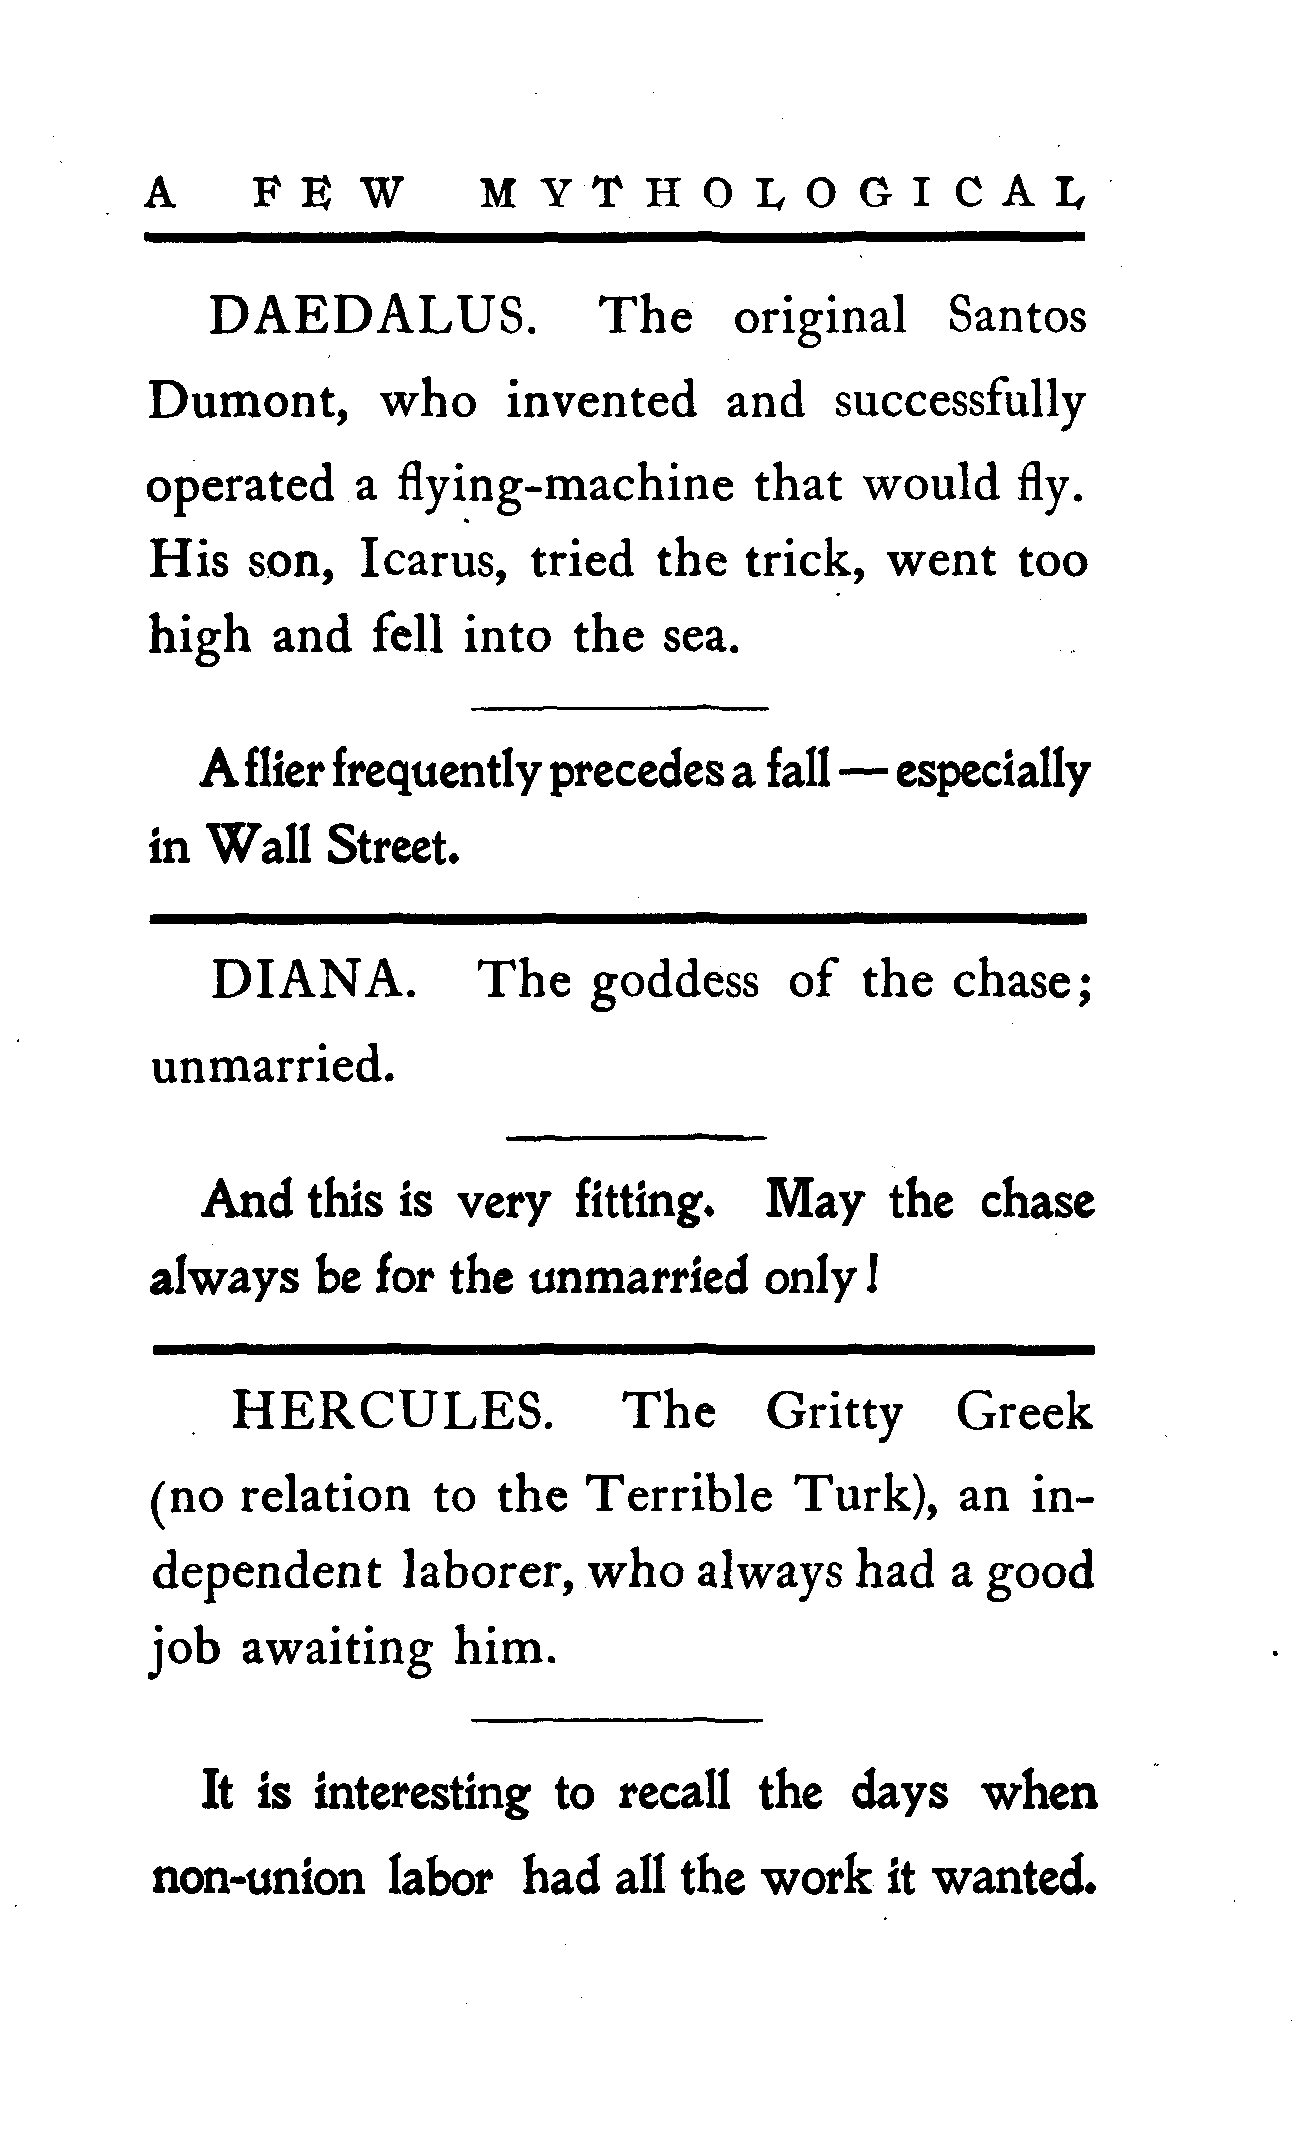 A FEW MYTHOLOGICAL
DAEDALUS. The original Santos
Dumont, who invented and successfully
operated a flying-machine that would fly.
His son, Icarus, tried the trick, went too
high and fell into the sea.
A flier frequently precedes a fall — especially
in Wall Street.
DIANA. The goddess of the chase;
unmarried.
And this is very fitting. May the chase
always be for the unmarried only!
HERCULES. The Gritty Greek
(no relation to the Terrible Turk), an in-
dependent laborer, who always had a good
job awaiting him.
It is interesting to recall the days when
non-union labor had all the work it wanted.